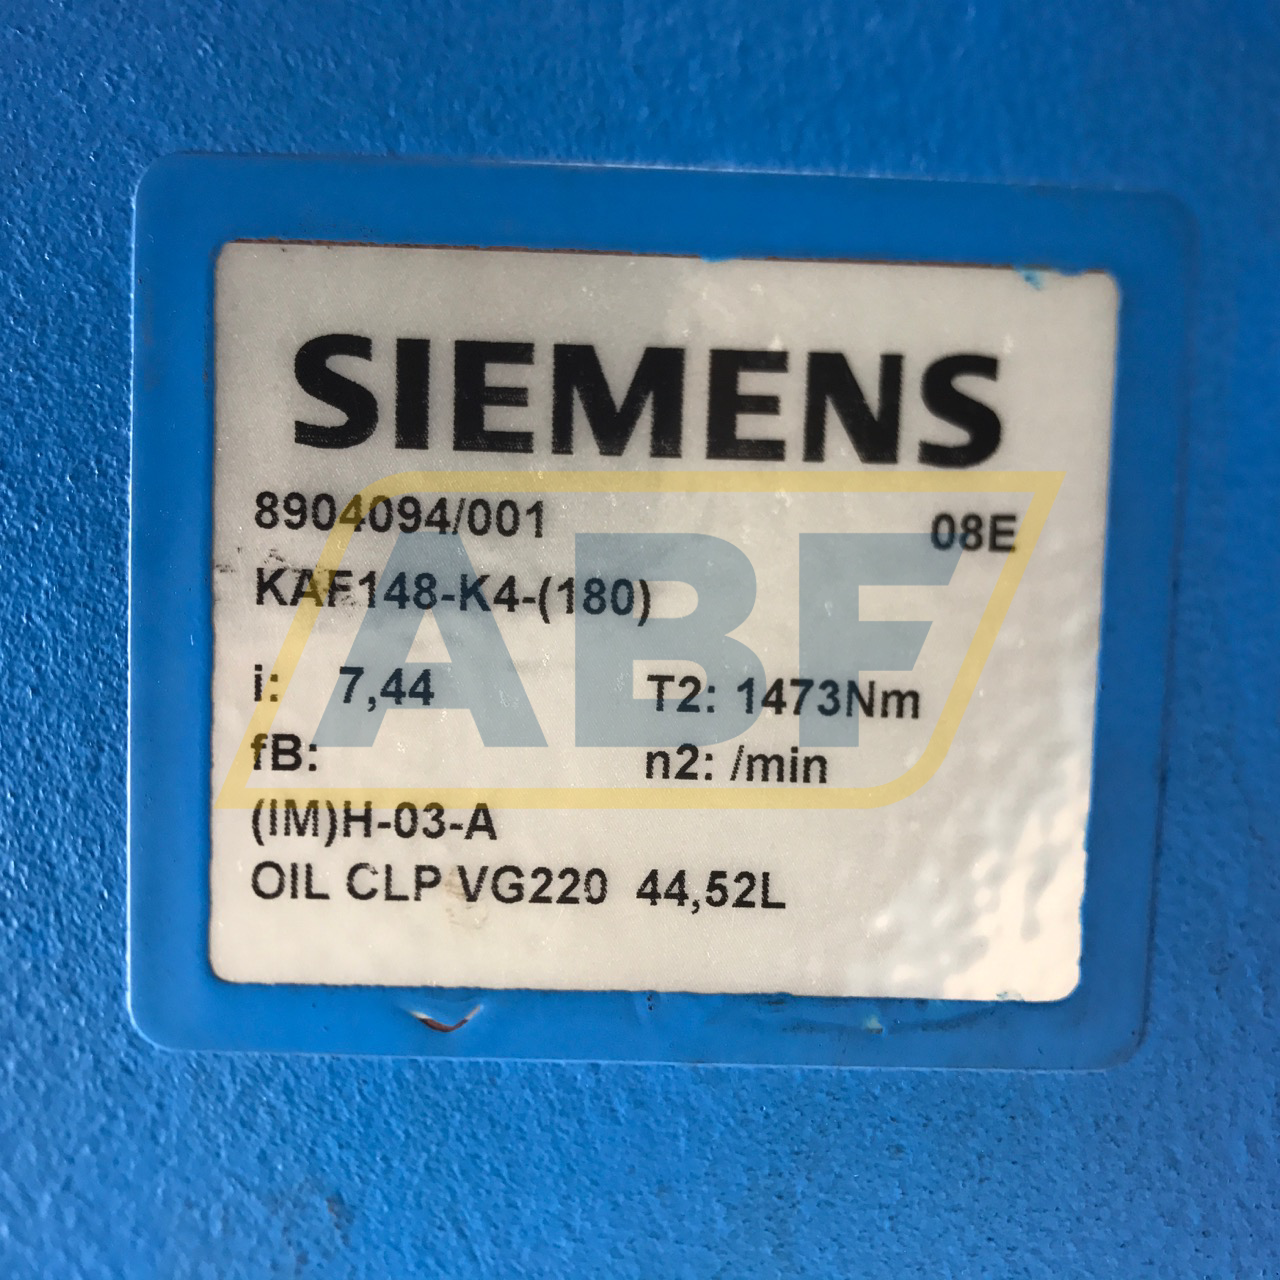 SIEMENS
8904094/001 08E
KAF148-K4-(180)
i: 7,44 T2: 1473Nm
fB: n2: /min
(IM)H-03-A
OIL CLP VG220 44,52L
ABF